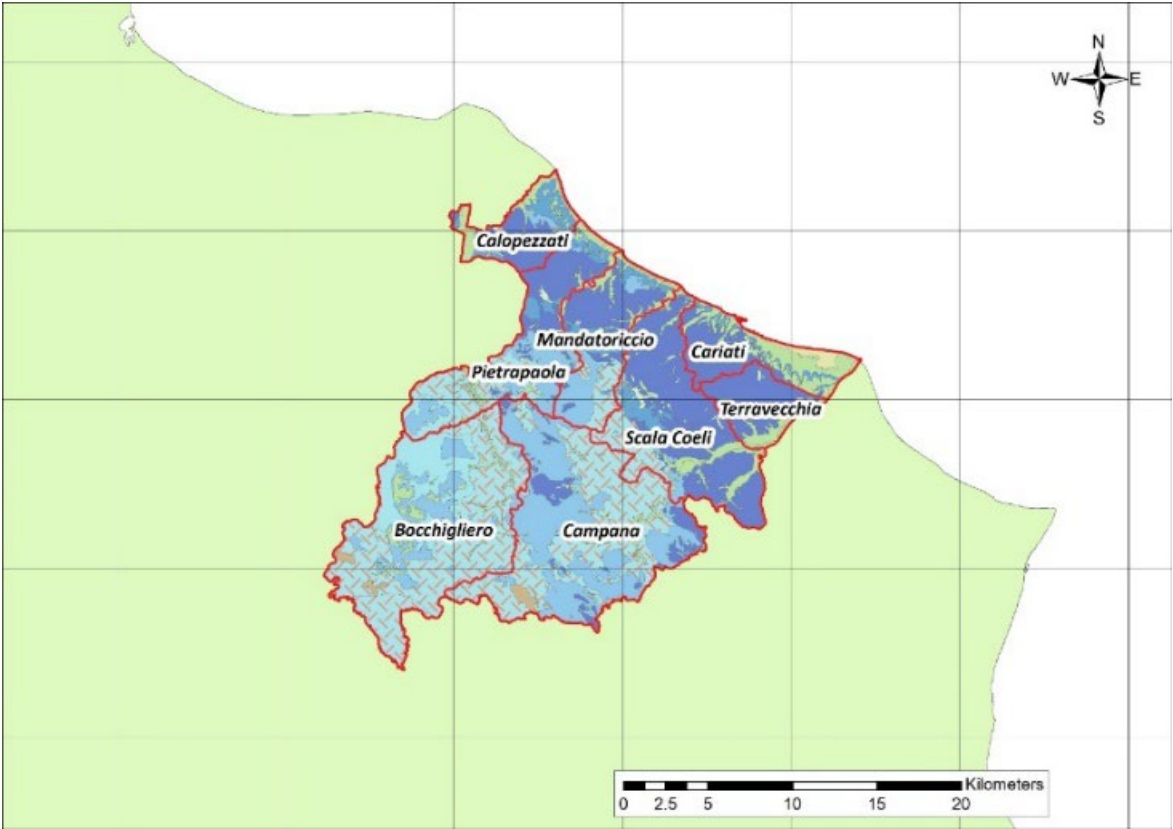 N
W E
S
Calopezzati
Mandatoriccio
Cariati
Pietrapaola
Terravecchia
Scala Coeli
Bocchigliero
Campana
Kilometers
0 2.5 5 10 15 20